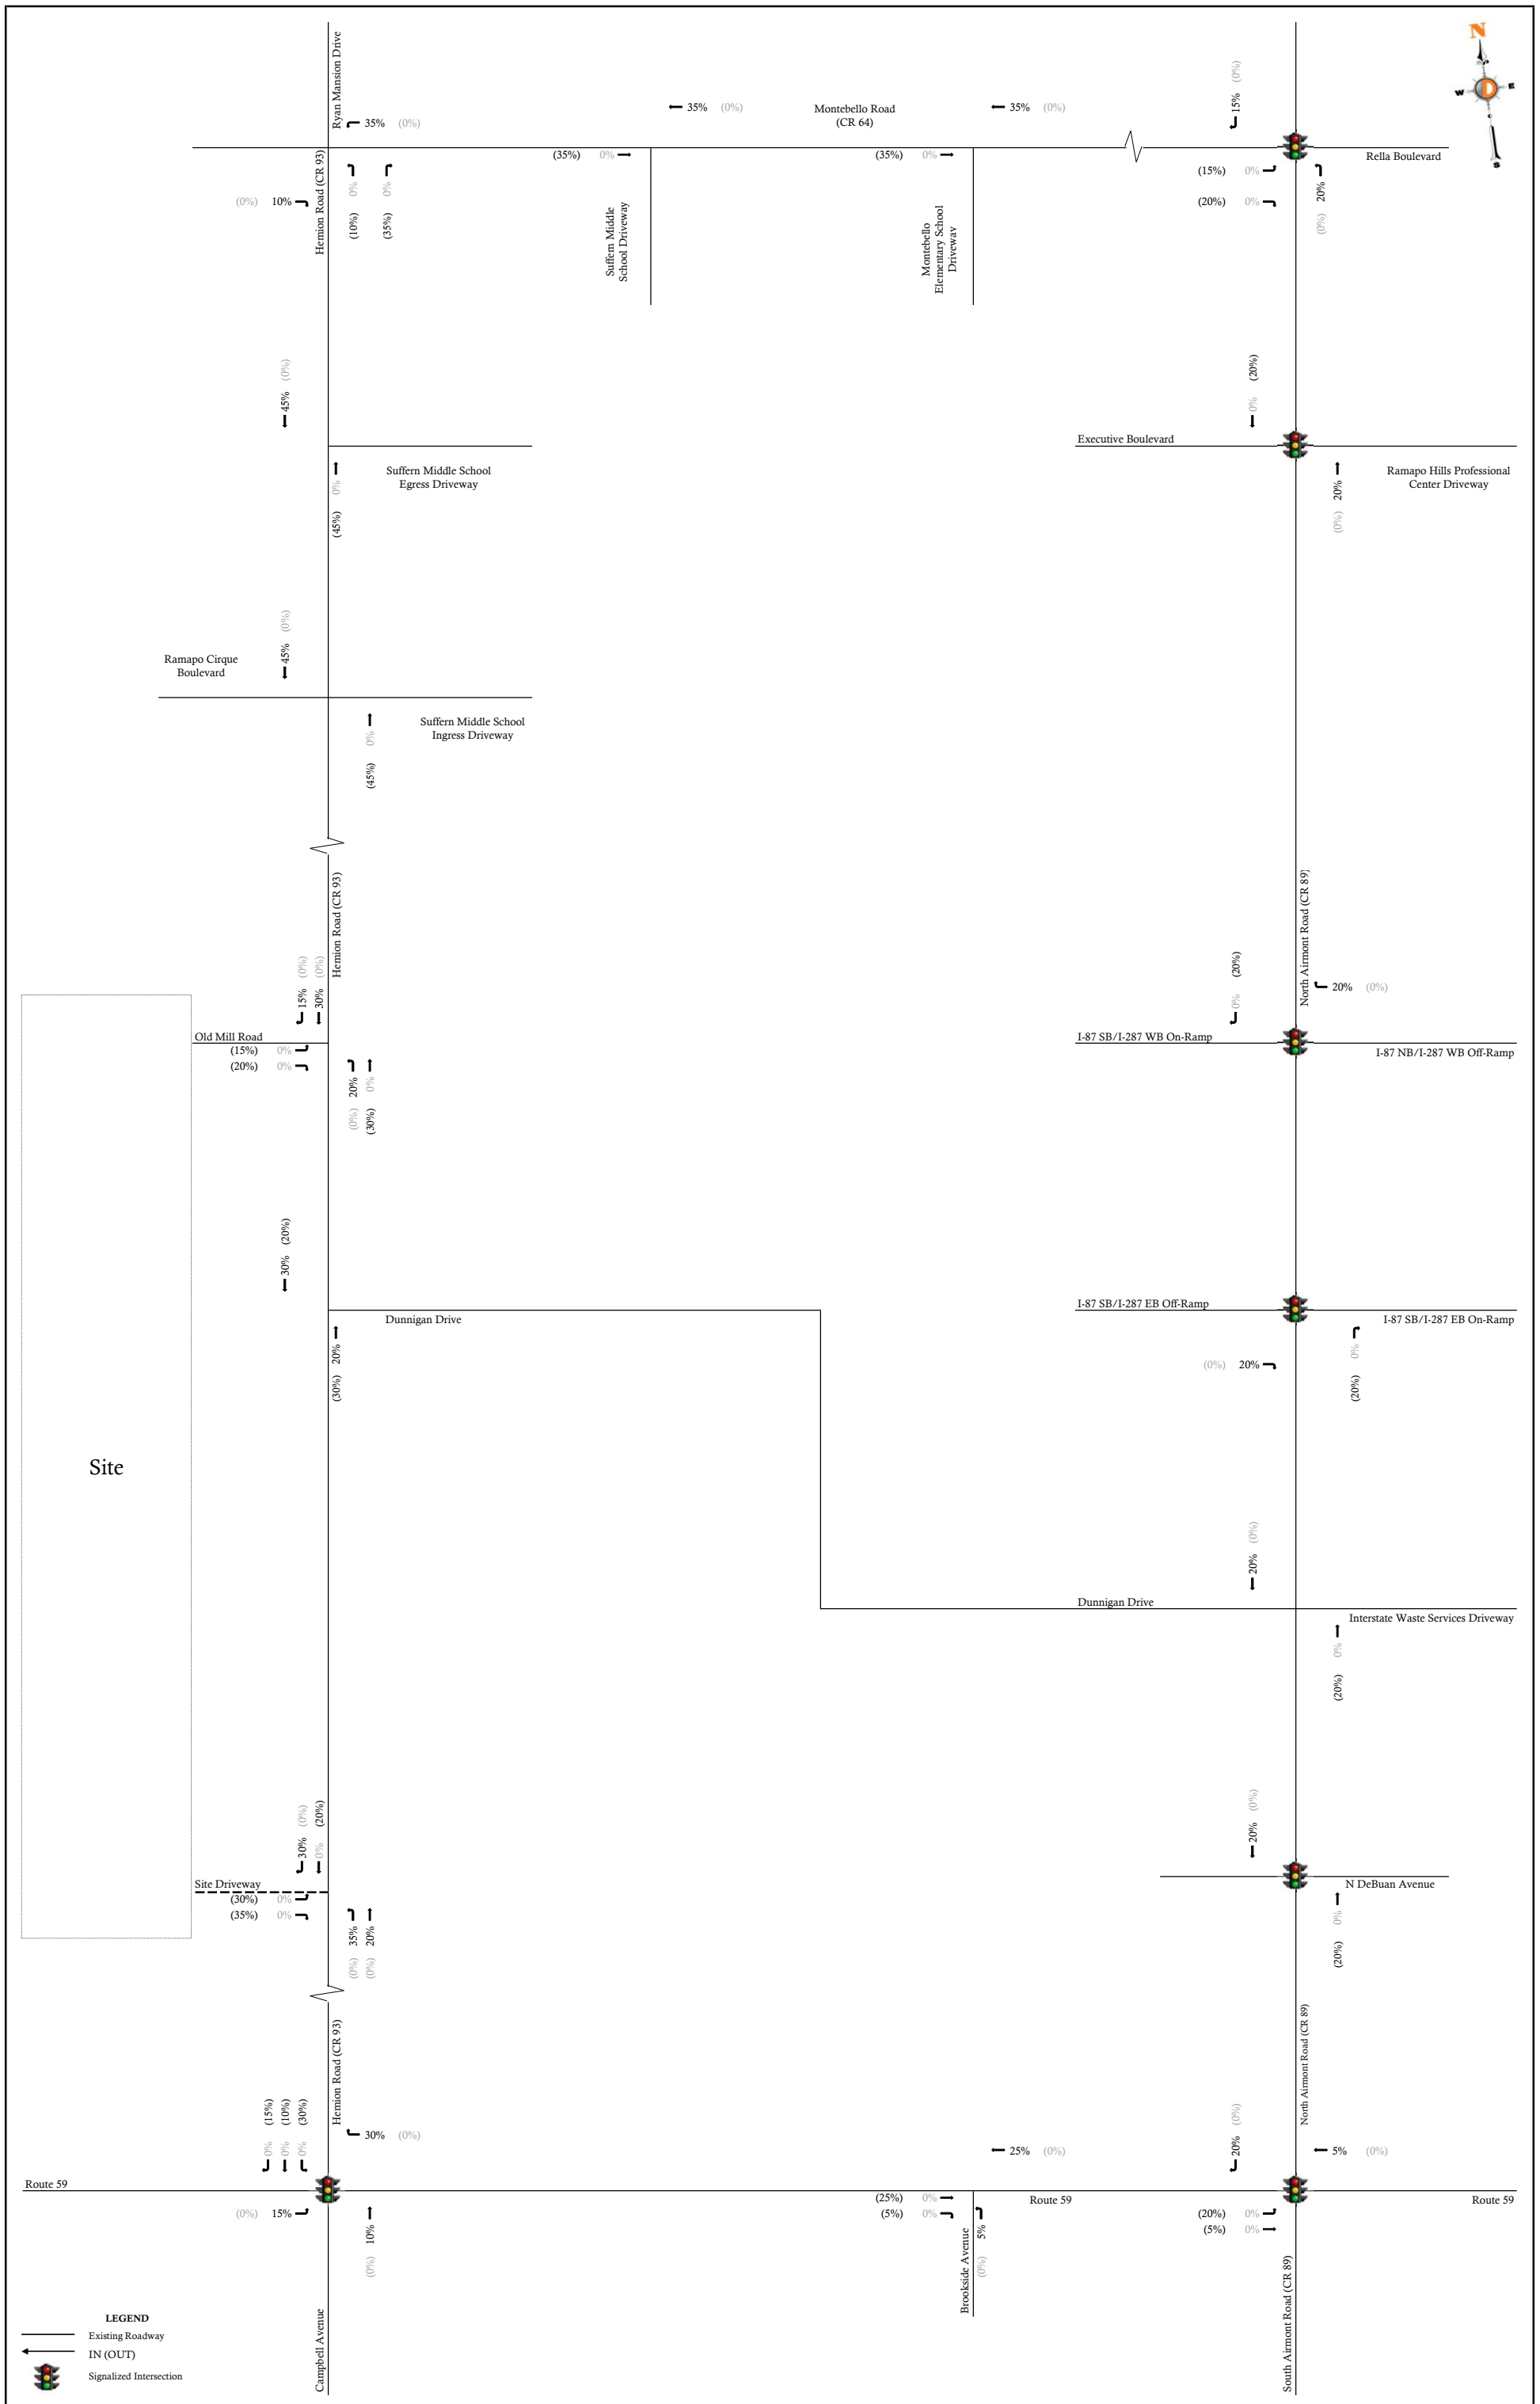 N
W
D
E
S
Ryan Mansion Drive
35% (0%)
35% (0%)
Montebello Road
(CR 64)
35% (0%)
15% (0%)
Rella Boulevard
Hemion Road (CR 93)
(0%) 10%
(10%) 0%
(35%) 0%
(35%) 0%
Suffern Middle
School Driveway
(35%) 0%
Montebello
Elementary School
Driveway
(15%) 0%
(20%) 0%
(0%) 20%
45% (0%)
Suffern Middle School
Egress Driveway
(45%) 0%
0% (20%)
Executive Boulevard
Ramapo Hills Professional
Center Driveway
(0%) 20%
45% (0%)
Ramapo Cirque
Boulevard
Suffern Middle School
Ingress Driveway
(45%) 0%
Hemion Road (CR 93)
15% (0%)
30% (0%)
Old Mill Road
(15%) 0%
(20%) 0%
(0%) 20%
(30%) 0%
North Airmont Road (CR 89)
0% (20%)
20% (0%)
I-87 SB/I-287 WB On-Ramp
I-87 NB/I-287 WB Off-Ramp
30% (20%)
Dunnigan Drive
(30%) 20%
I-87 SB/I-287 EB Off-Ramp
I-87 SB/I-287 EB On-Ramp
(0%) 20%
(20%) 0%
Site
20% (0%)
Dunnigan Drive
Interstate Waste Services Driveway
(20%) 0%
30% (0%)
0% (20%)
Site Driveway
(30%) 0%
(35%) 0%
(0%) 35%
(0%) 20%
20% (0%)
N DeBuan Avenue
(20%) 0%
Hemion Road (CR 93)
North Airmont Road (CR 89)
0% (15%)
0% (10%)
0% (30%)
30% (0%)
25% (0%)
20% (0%)
5% (0%)
Route 59
(0%) 15%
(0%) 10%
(25%) 0%
(5%) 0%
Route 59
Brookside Avenue
(0%) 5%
(20%) 0%
(5%) 0%
Route 59
Campbell Avenue
South Airmont Road (CR 89)
LEGEND
Existing Roadway
IN (OUT)
Signalized Intersection